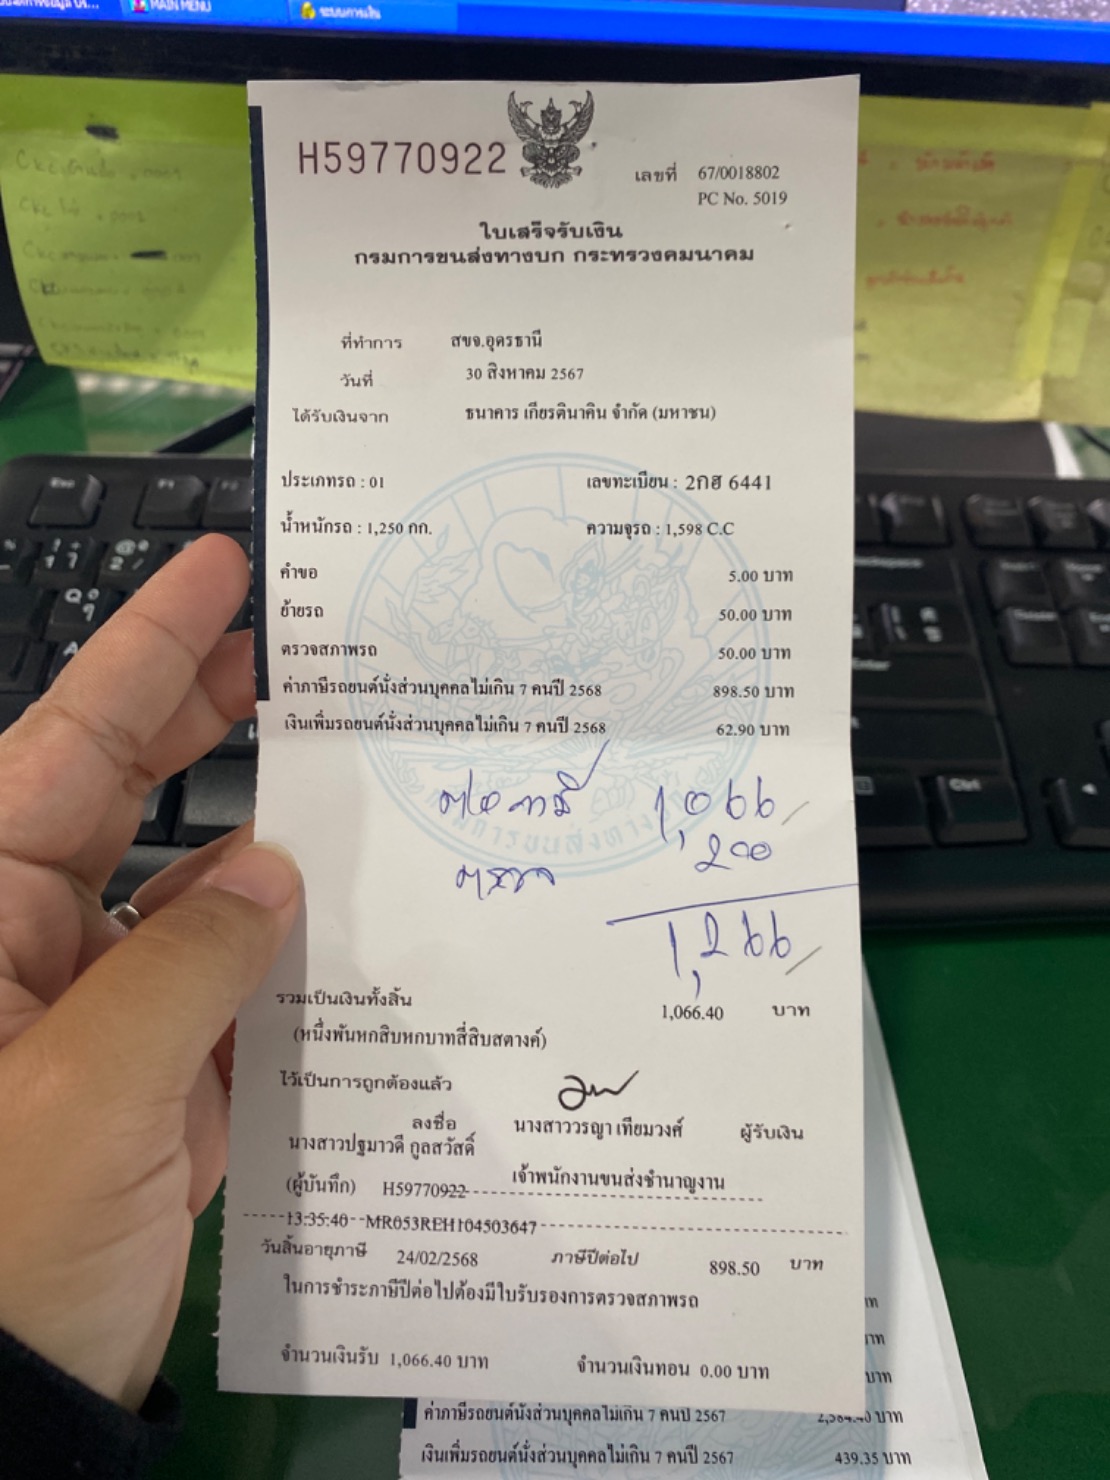 MAIN MENU
ระบบการเงิน
H59770922
เลขที่ 67/0018802
PC No. 5019
ใบเสร็จรับเงิน
กรมการขนส่งทางบก กระทรวงคมนาคม
ที่ทำการ สขจ.อุดรธานี
วันที่ 30 สิงหาคม 2567
ได้รับเงินจาก ธนาคาร เกียรตินาคิน จำกัด (มหาชน)
ประเภทรถ : 01 เลขทะเบียน : 2กฮ 6441
น้ำหนักรถ : 1,250 กก. ความจุรถ : 1,598 C.C
คำขอ 5.00 บาท
ย้ายรถ 50.00 บาท
ตรวจสภาพรถ 50.00 บาท
ค่าภาษีรถยนต์นั่งส่วนบุคคลไม่เกิน 7 คนปี 2568 898.50 บาท
เงินเพิ่มรถยนต์นั่งส่วนบุคคลไม่เกิน 7 คนปี 2568 62.90 บาท
1,066
ตรวจ 200
1,266
รวมเป็นเงินทั้งสิ้น 1,066.40 บาท
(หนึ่งพันหกสิบหกบาทสี่สิบสตางค์)
ไว้เป็นการถูกต้องแล้ว
ลงชื่อ นางสาววรญา เทียมวงศ์ ผู้รับเงิน
นางสาวปฐมาวดี กูลสวัสดิ์
เจ้าพนักงานขนส่งชำนาญงาน
(ผู้บันทึก) H59770922
13:35:40 MR053REH104503647
วันสิ้นอายุภาษี 24/02/2568 ภาษีปีต่อไป 898.50 บาท
ในการชำระภาษีปีต่อไปต้องมีใบรับรองการตรวจสภาพรถ
จำนวนเงินรับ 1,066.40 บาท จำนวนเงินทอน 0.00 บาท
บาท
ค่าภาษีรถยนต์นั่งส่วนบุคคลไม่เกิน 7 คนปี 2567 บาท
เงินเพิ่มรถยนต์นั่งส่วนบุคคลไม่เกิน 7 คนปี 2567 439.35 บาท